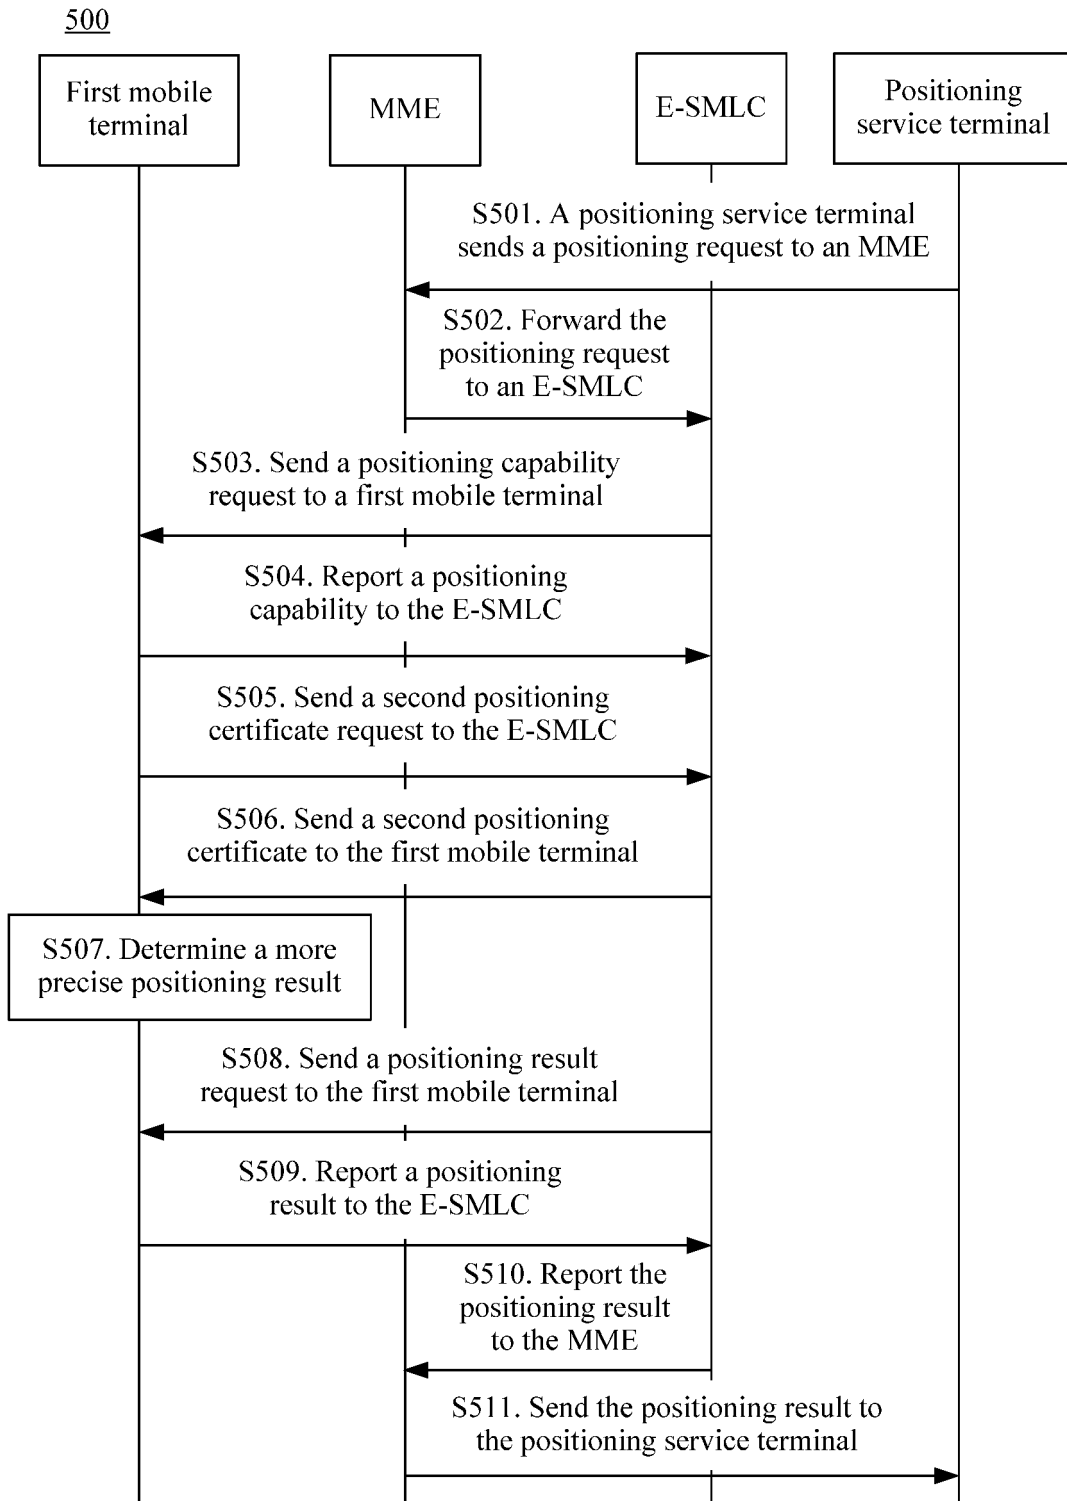 500
First mobile
terminal
MME
E-SMLC
Positioning
service terminal
S501. A positioning service terminal
sends a positioning request to an MME
S502. Forward the
positioning request
to an E-SMLC
S503. Send a positioning capability
request to a first mobile terminal
S504. Report a positioning
capability to the E-SMLC
S505. Send a second positioning
certificate request to the E-SMLC
S506. Send a second positioning
certificate to the first mobile terminal
S507. Determine a more
precise positioning result
S508. Send a positioning result
request to the first mobile terminal
S509. Report a positioning
result to the E-SMLC
S510. Report the
positioning result
to the MME
S511. Send the positioning result to
the positioning service terminal